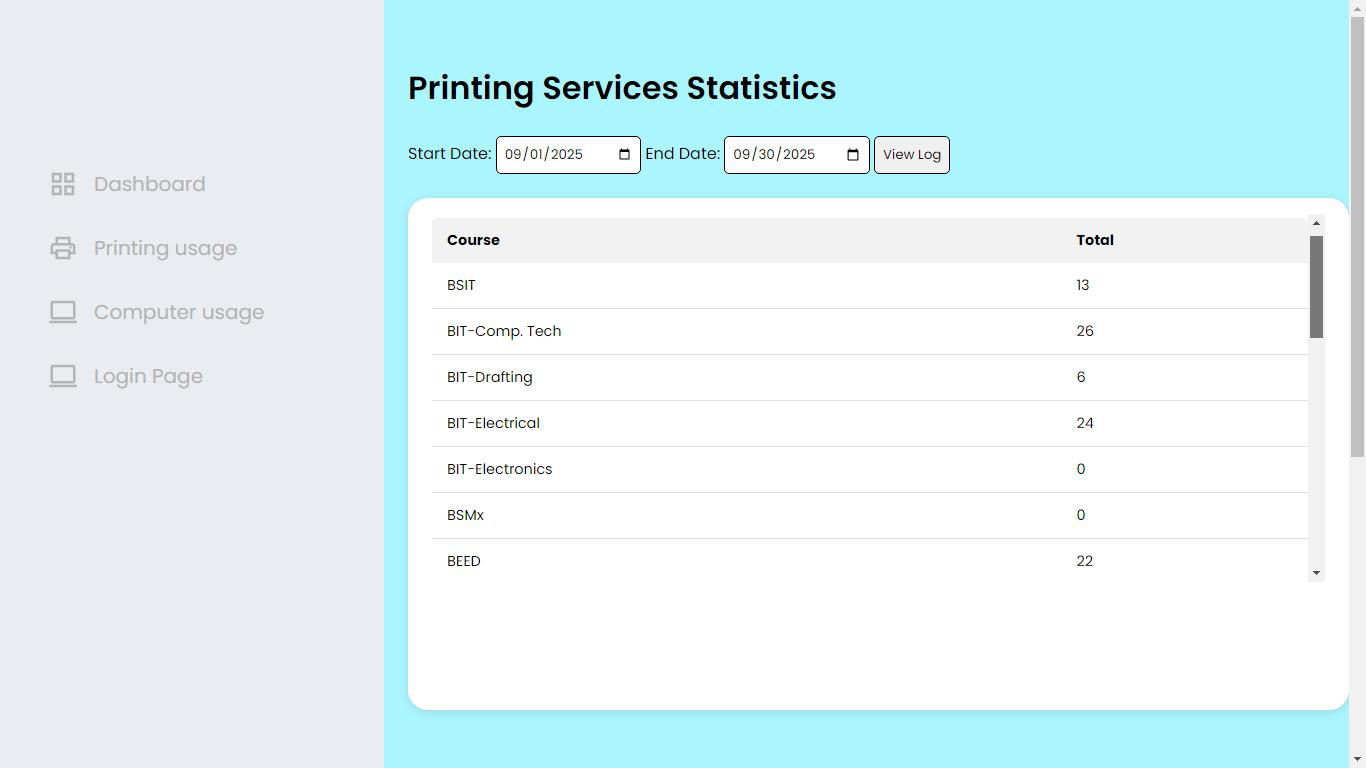 Printing Services Statistics
Start Date: 09/01/2025 End Date: 09/30/2025 View Log
Dashboard
Printing usage
Computer usage
Login Page
Course Total
BSIT 13
BIT-Comp. Tech 26
BIT-Drafting 6
BIT-Electrical 24
BIT-Electronics 0
BSMx 0
BEED 22